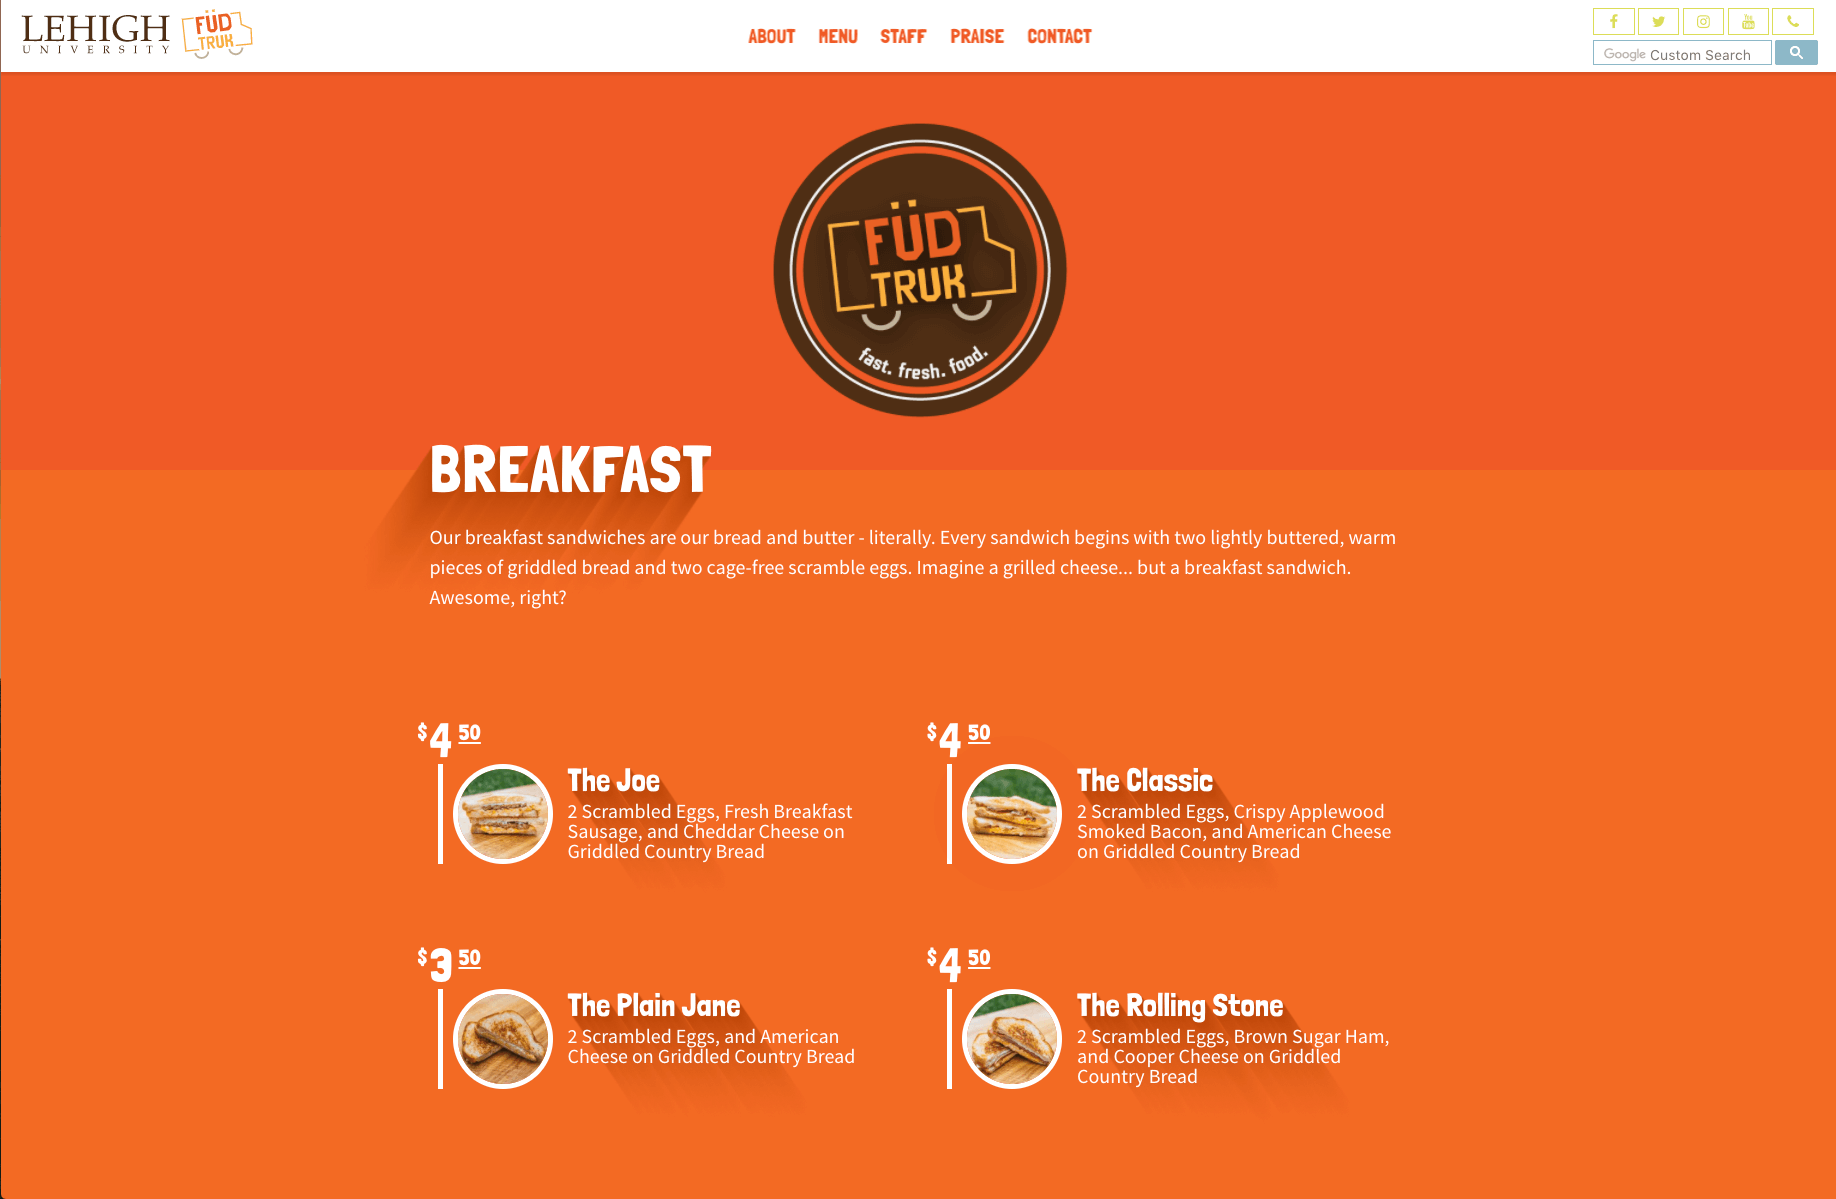 LEHIGH
UNIVERSITY
FÜD
TRUK
ABOUT MENU STAFF PRAISE CONTACT
You
Tube
Google Custom Search
FÜD
TRUK
fast. fresh. food.
BREAKFAST
Our breakfast sandwiches are our bread and butter - literally. Every sandwich begins with two lightly buttered, warm
pieces of griddled bread and two cage-free scramble eggs. Imagine a grilled cheese... but a breakfast sandwich.
Awesome, right?
$4 50
The Joe
2 Scrambled Eggs, Fresh Breakfast
Sausage, and Cheddar Cheese on
Griddled Country Bread
$4 50
The Classic
2 Scrambled Eggs, Crispy Applewood
Smoked Bacon, and American Cheese
on Griddled Country Bread
$3 50
The Plain Jane
2 Scrambled Eggs, and American
Cheese on Griddled Country Bread
$4 50
The Rolling Stone
2 Scrambled Eggs, Brown Sugar Ham,
and Cooper Cheese on Griddled
Country Bread